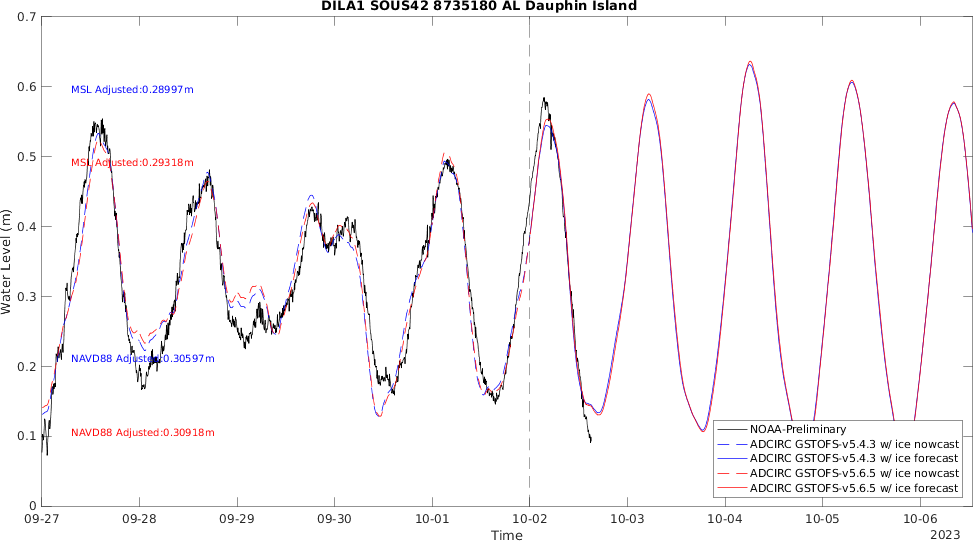 DILA1 SOUS42 8735180 AL Dauphin Island
0.7
0.6
0.5
0.4
0.3
0.2
0.1
0
Water Level (m)
MSL Adjusted:0.28997m
MSL Adjusted:0.29318m
NAVD88 Adjusted:0.30597m
NAVD88 Adjusted:0.30918m
NOAA-Preliminary
ADCIRC GSTOFS-v5.4.3 w/ ice nowcast
ADCIRC GSTOFS-v5.4.3 w/ ice forecast
ADCIRC GSTOFS-v5.6.5 w/ ice nowcast
ADCIRC GSTOFS-v5.6.5 w/ ice forecast
09-27 09-28 09-29 09-30 10-01 10-02 10-03 10-04 10-05 10-06
Time
2023